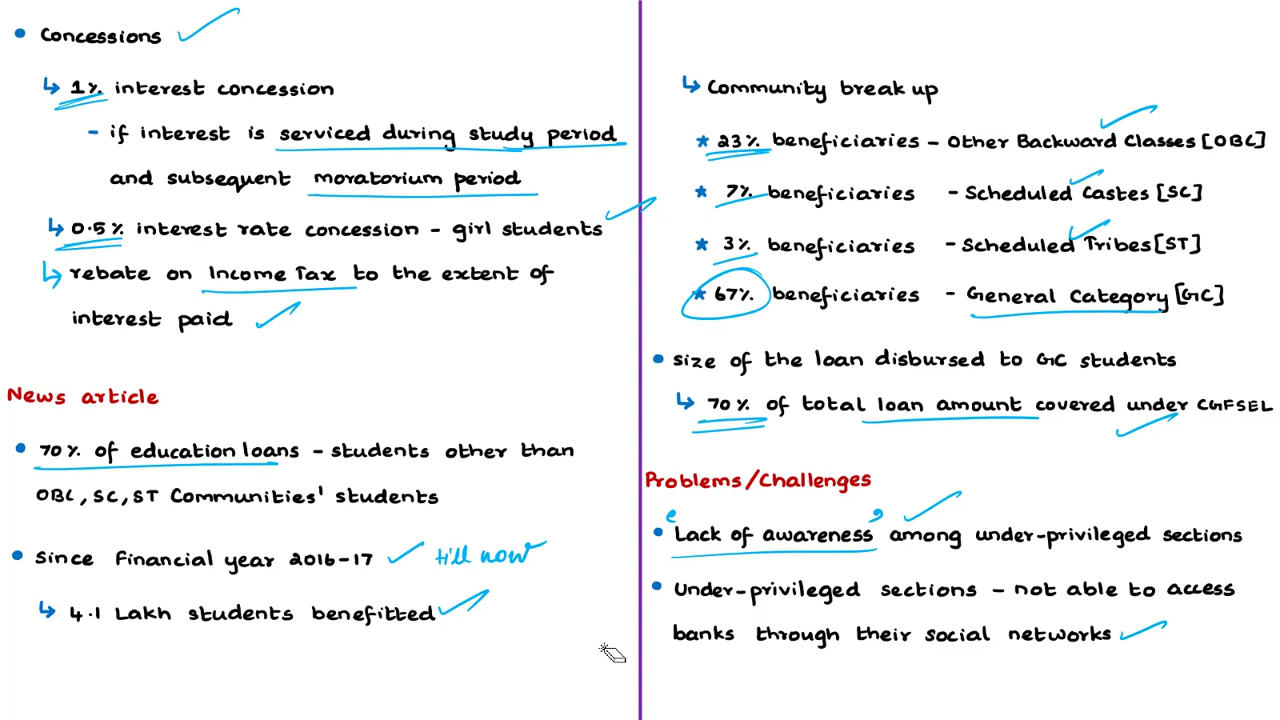 Concessions
1% interest concession
- if interest is serviced during study period
and subsequent moratorium period
0.5% interest rate concession - girl students
rebate on Income Tax to the extent of
interest paid
News article
70% of education loans - students other than
OBC, SC, ST Communities' students
Since Financial year 2016-17 till now
4.1 Lakh students benefitted
Community break up
* 23% beneficiaries - Other Backward Classes [OBC]
* 7% beneficiaries - Scheduled Castes [SC]
* 3% beneficiaries - Scheduled Tribes [ST]
* 67% beneficiaries - General Category [GC]
size of the loan disbursed to GC students
70% of total loan amount covered under CGFSEL
Problems/Challenges
'Lack of awareness' among under-privileged sections
Under-privileged sections - not able to access
banks through their social networks